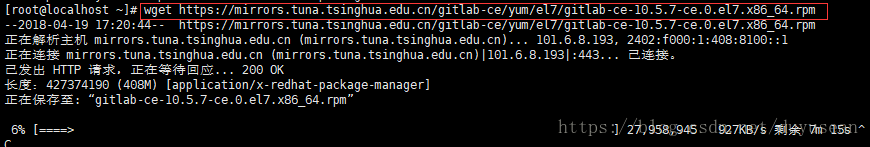 [root@localhost ~]# wget https://mirrors.tuna.tsinghua.edu.cn/gitlab-ce/yum/el7/gitlab-ce-10.5.7-ce.0.el7.x86_64.rpm
--2018-04-19 17:20:44--  https://mirrors.tuna.tsinghua.edu.cn/gitlab-ce/yum/el7/gitlab-ce-10.5.7-ce.0.el7.x86_64.rpm
正在解析主机 mirrors.tuna.tsinghua.edu.cn (mirrors.tuna.tsinghua.edu.cn)... 101.6.8.193, 2402:f000:1:408:8100::1
正在连接 mirrors.tuna.tsinghua.edu.cn (mirrors.tuna.tsinghua.edu.cn)|101.6.8.193|:443... 已连接。
已发出 HTTP 请求，正在等待回应... 200 OK
长度：427374190 (408M) [application/x-redhat-package-manager]
正在保存至: “gitlab-ce-10.5.7-ce.0.el7.x86_64.rpm”
6% [====> ] 27,958,945 927KB/s 剩余 7m 15s ^
C